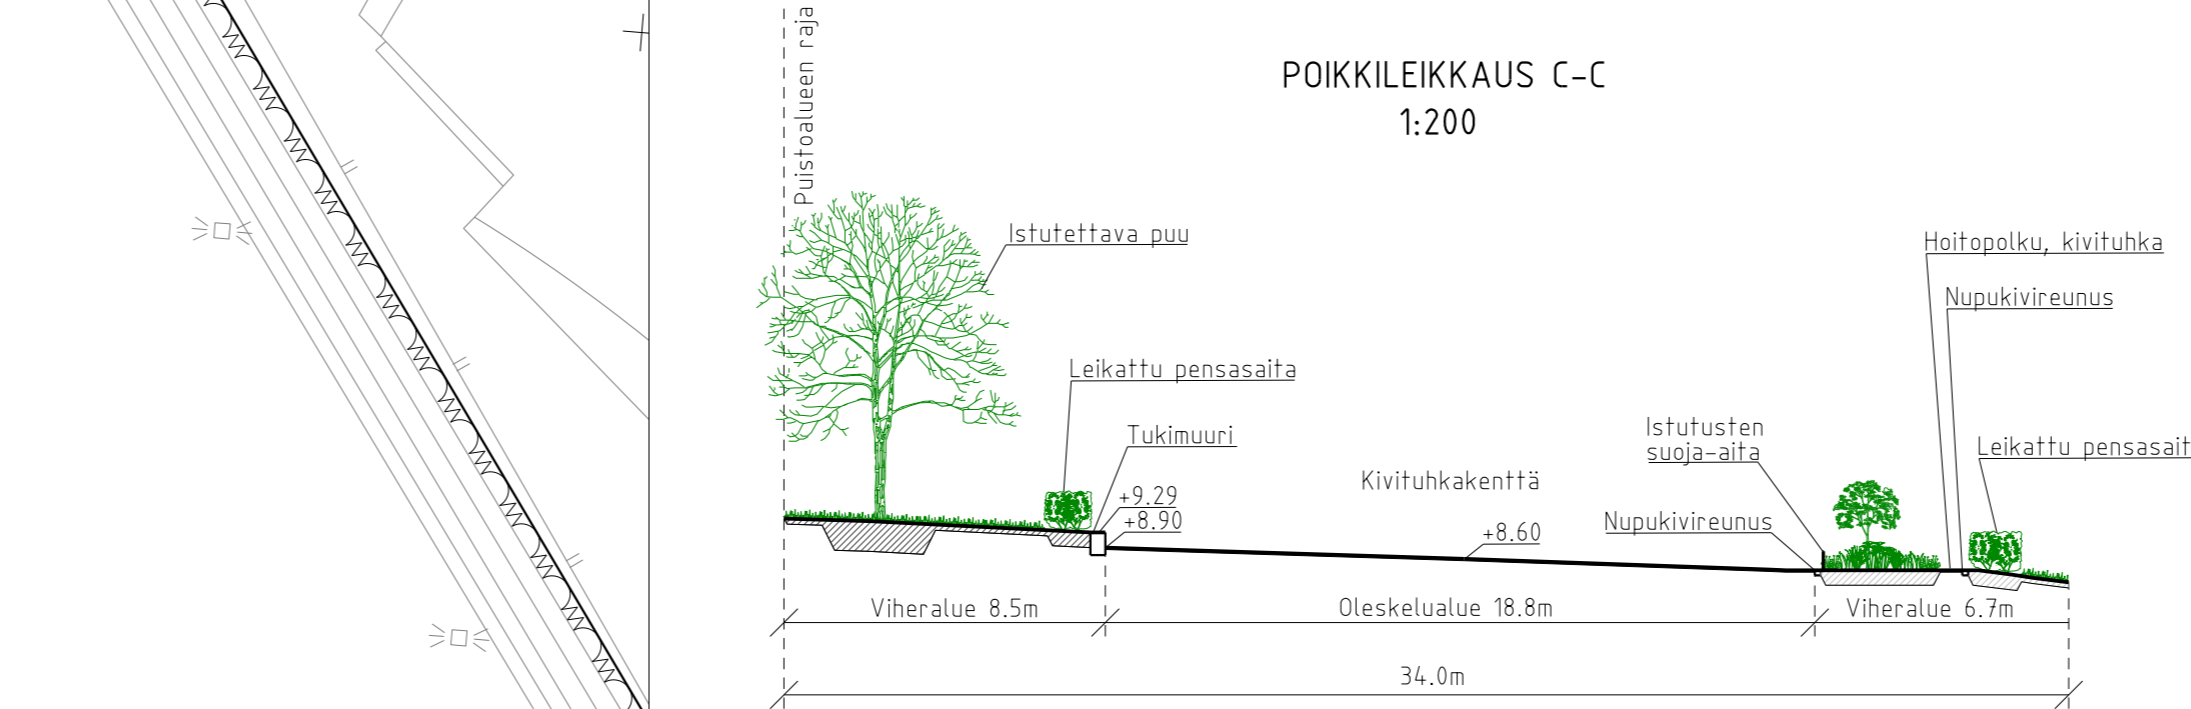 Puistoalueen raja
POIKKILEIKKAUS C-C
1:200
Istutettava puu
Hoitopolku, kivituhka
Nupukivireunus
Leikattu pensasaita
Tukimuuri
Istutusten
suoja-aita
Leikattu pensasait
Kivituhkakenttä
+9.29
+8.90
Nupukivireunus
+8.60
Viheralue 8.5m
Oleskelualue 18.8m
Viheralue 6.7m
34.0m